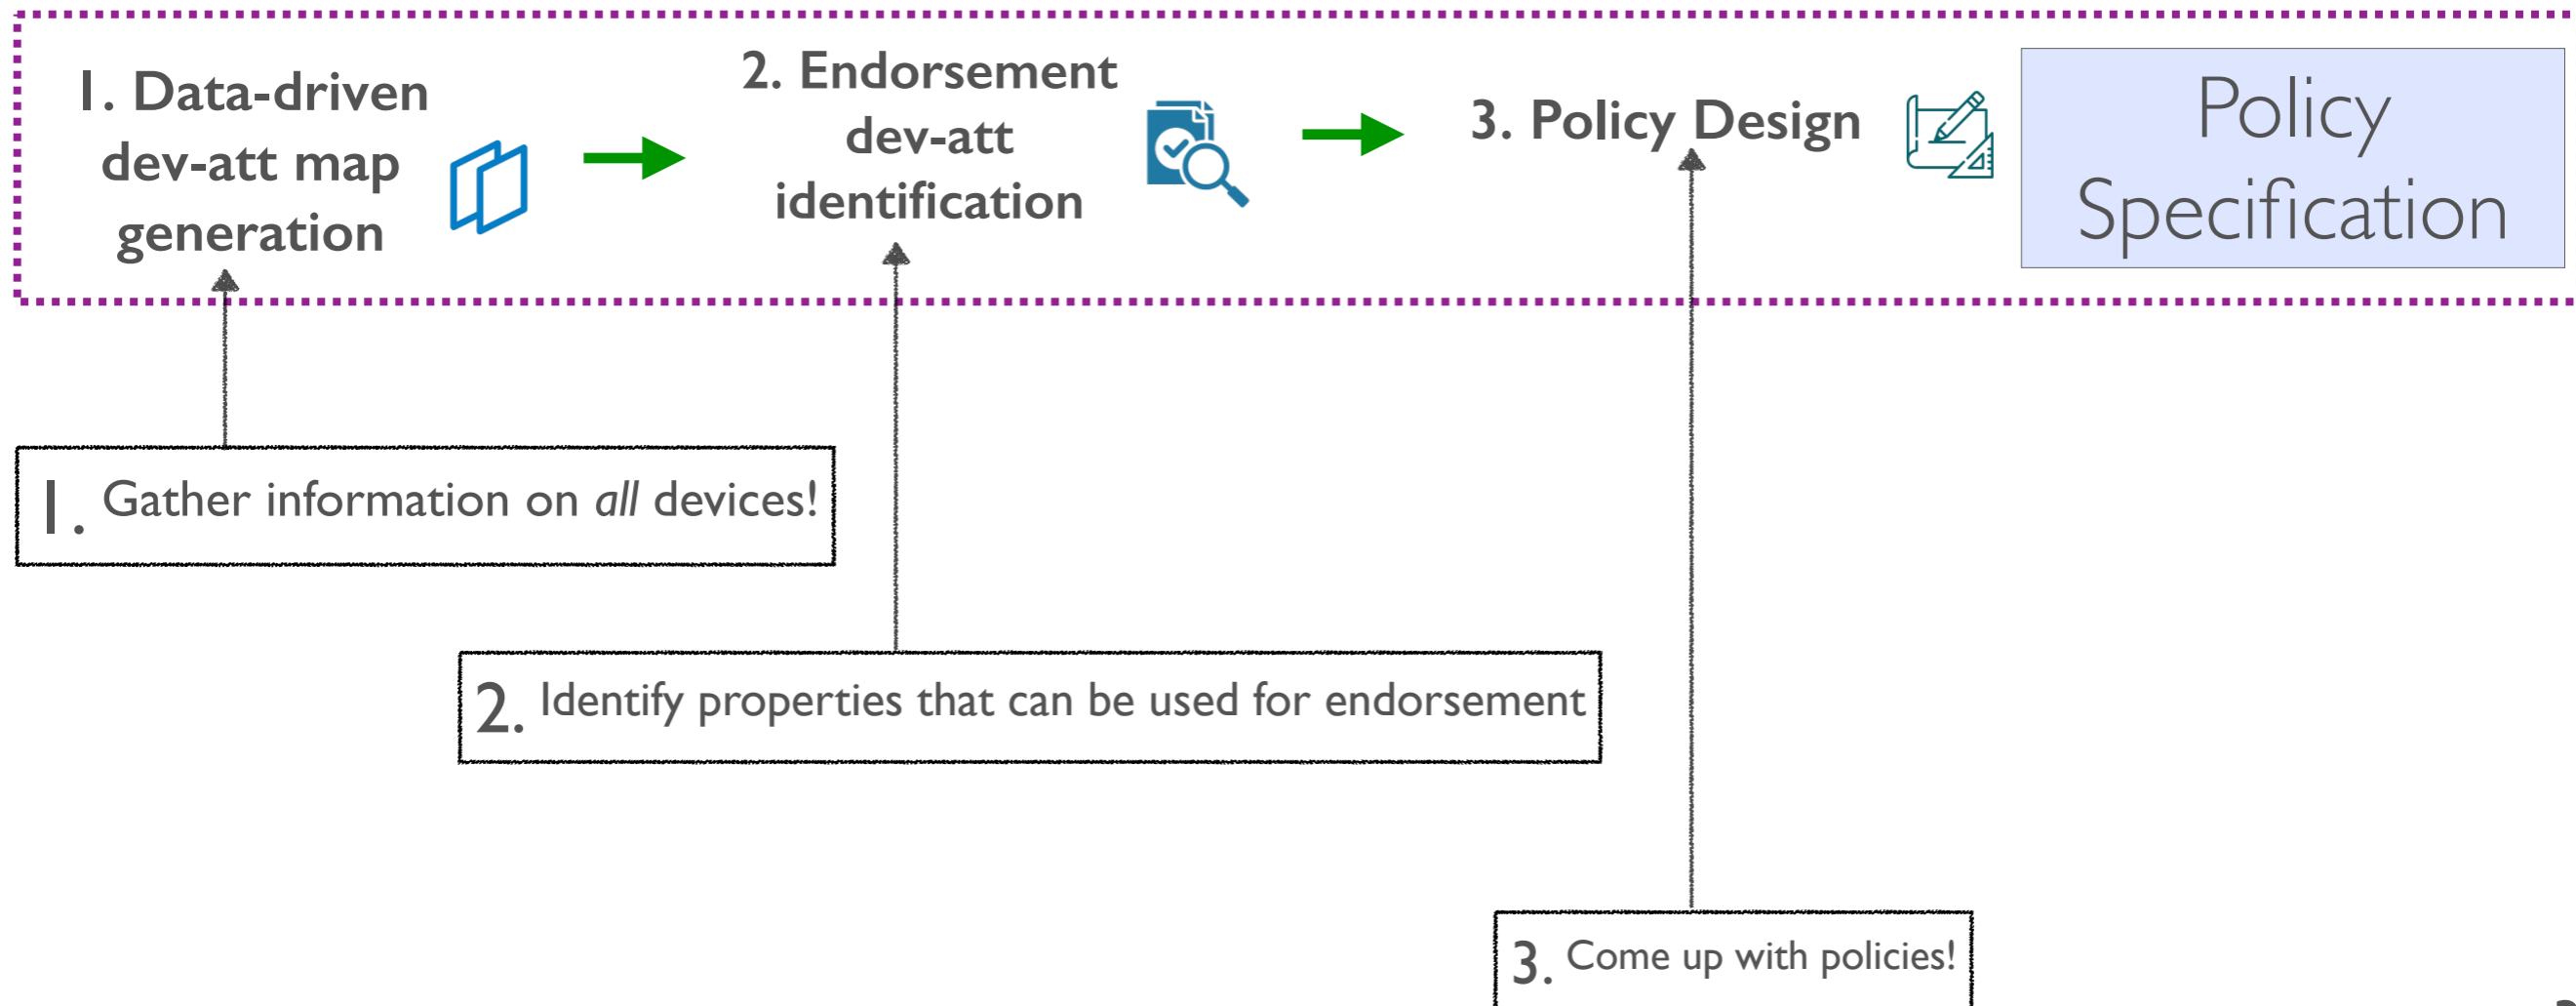 1. Data-driven
dev-att map
generation
2. Endorsement
dev-att
identification
3. Policy Design
Policy
Specification
1. Gather information on all devices!
2. Identify properties that can be used for endorsement
3. Come up with policies!